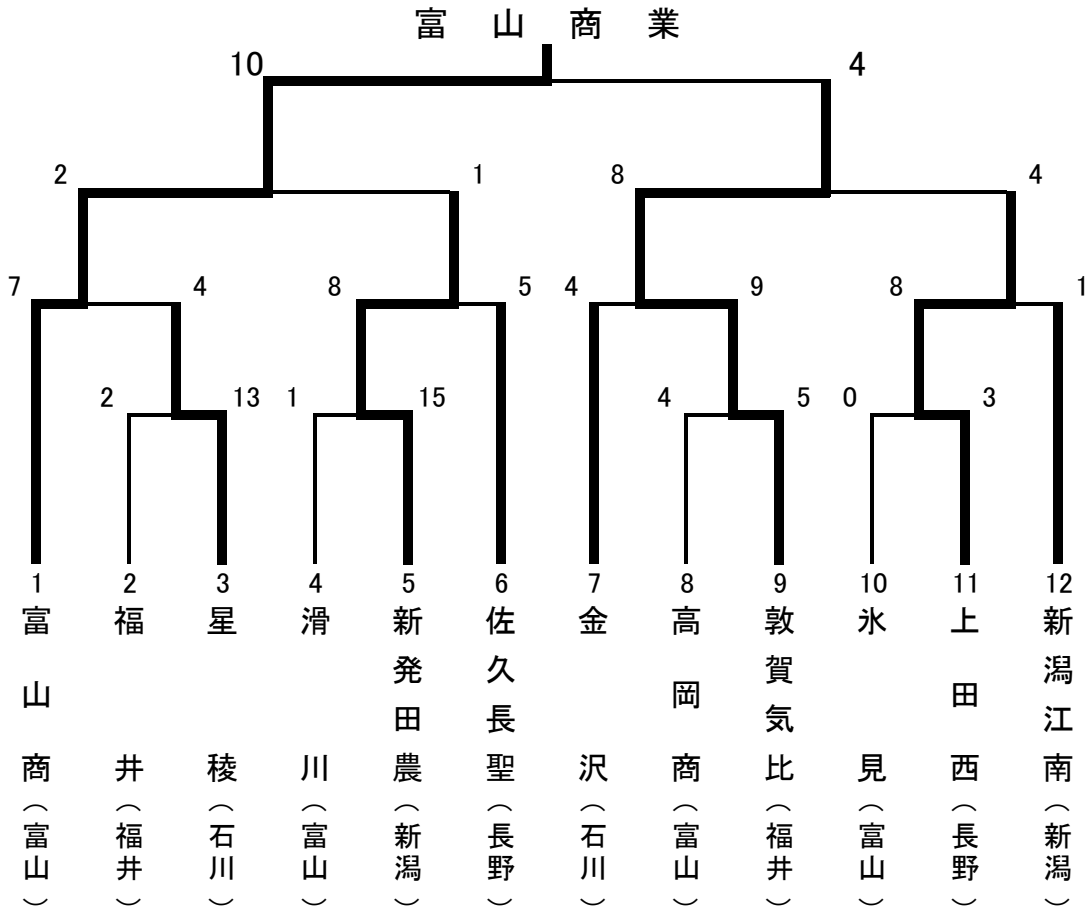 富山商業
10 4
2 1 8 4
7 4 8 5 4 9 8 1
2 13 1 15 4 5 0 3
1 2 3 4 5 6 7 8 9 10 11 12
富山商（富山）
福井（福井）
星稜（石川）
滑川（富山）
新発田農（新潟）
佐久長聖（長野）
金沢（石川）
高岡商（富山）
敦賀気比（福井）
氷見（富山）
上田西（長野）
新潟江南（新潟）